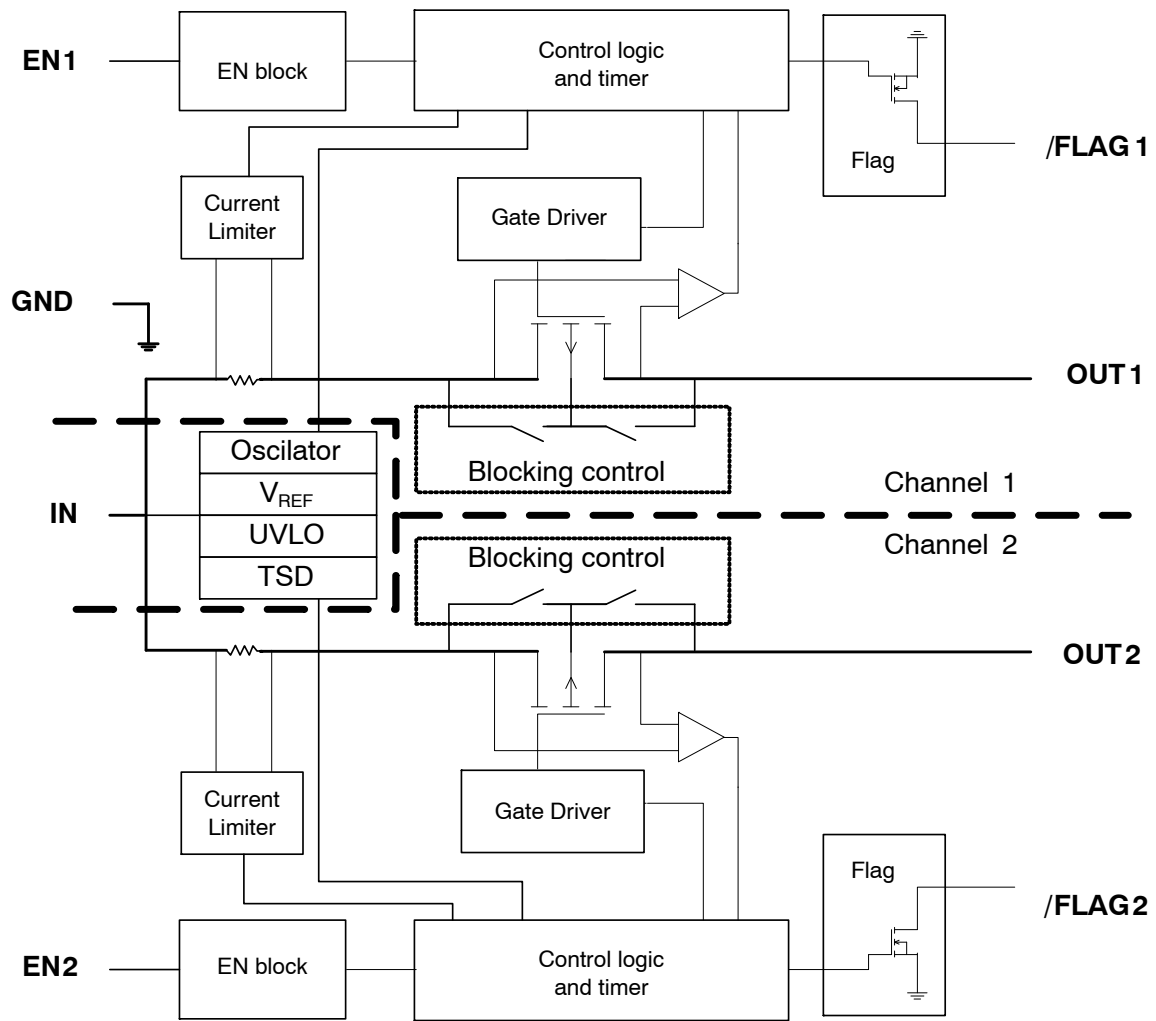 EN1
EN block
Control logic
and timer
Flag
/FLAG1
Current
Limiter
Gate Driver
GND
OUT1
Oscilator
VREF
UVLO
TSD
IN
Blocking control
Channel 1
Channel 2
Blocking control
OUT2
Current
Limiter
Gate Driver
Flag
/FLAG2
EN2
EN block
Control logic
and timer